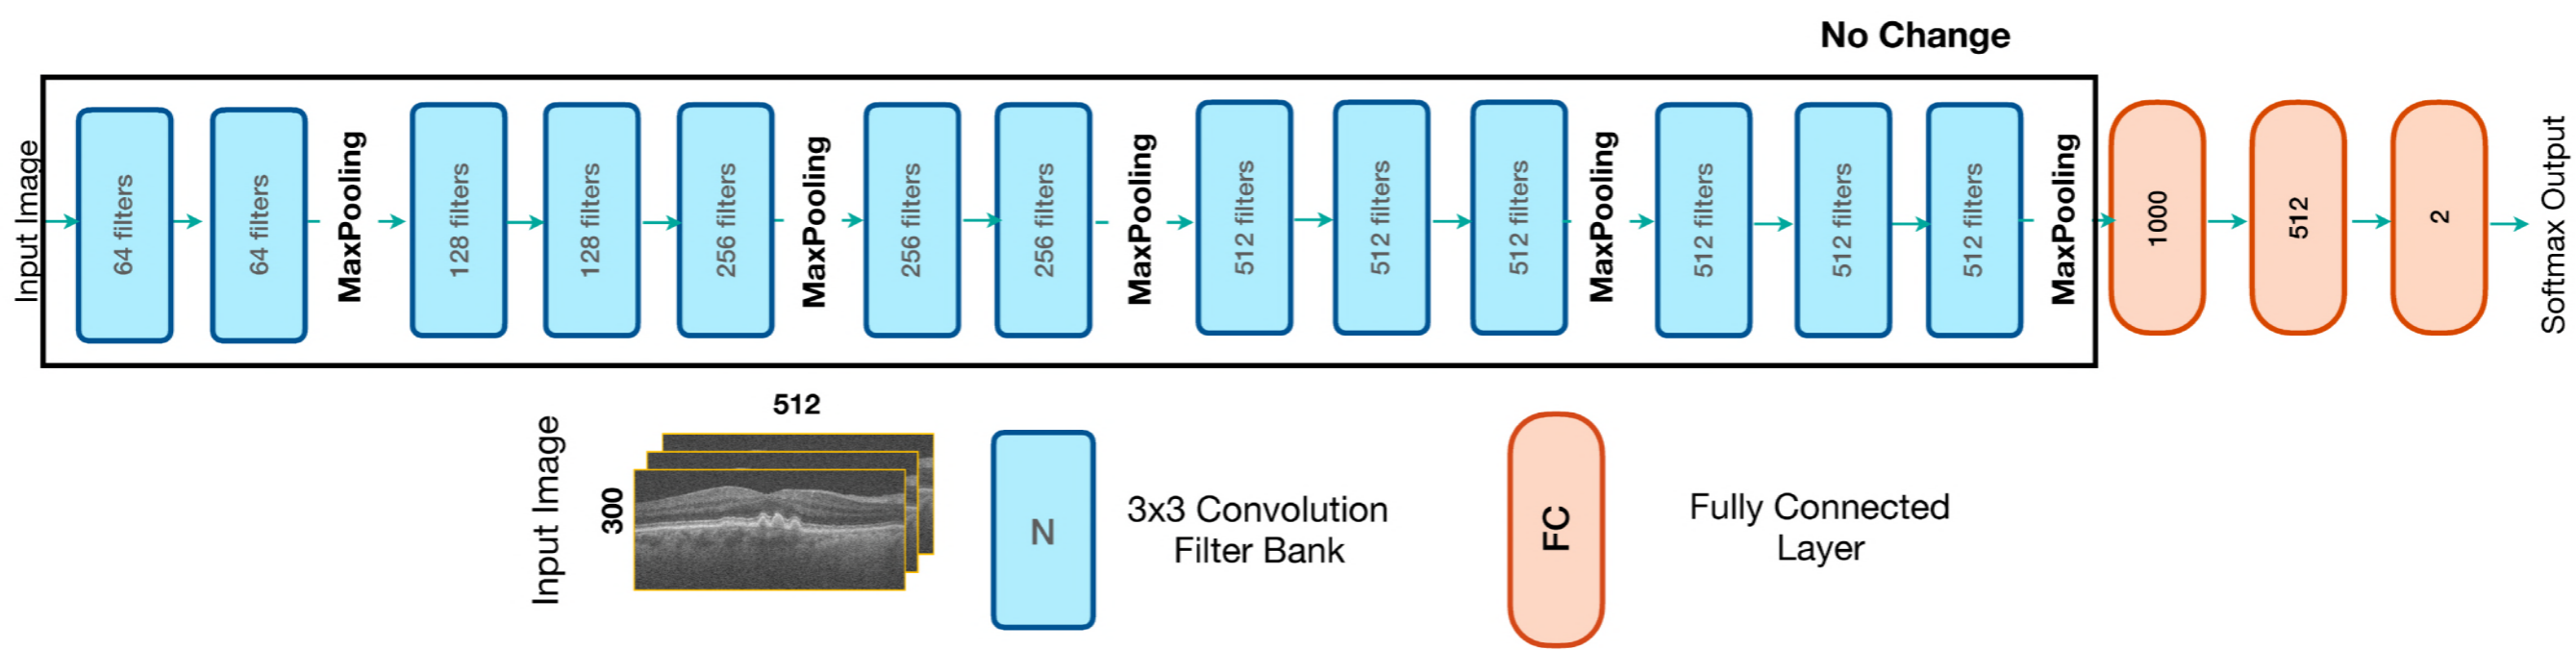 No Change
Input Image
64 filters
64 filters
MaxPooling
128 filters
128 filters
256 filters
MaxPooling
256 filters
256 filters
MaxPooling
512 filters
512 filters
512 filters
MaxPooling
512 filters
512 filters
512 filters
MaxPooling
1000
512
2
Softmax Output
Input Image
512
300
N
3x3 Convolution
Filter Bank
FC
Fully Connected
Layer